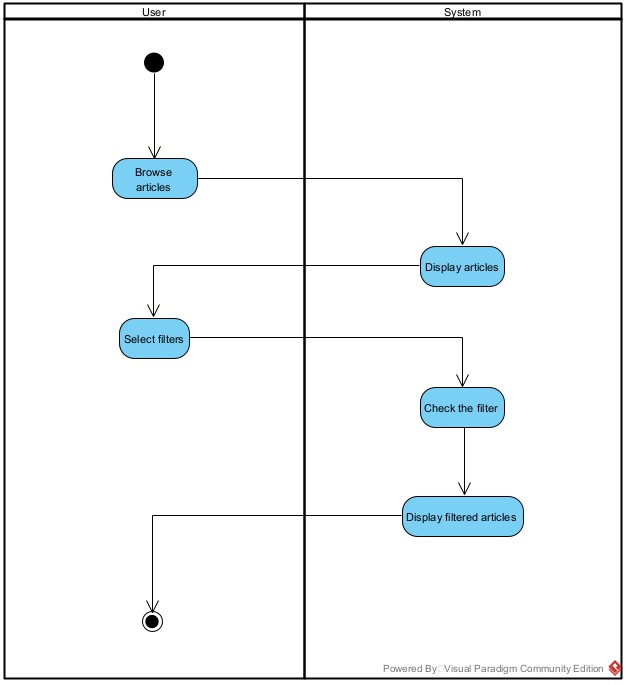 User
System
Browse
articles
Display articles
Select filters
Check the filter
Display filtered articles
Powered By Visual Paradigm Community Edition